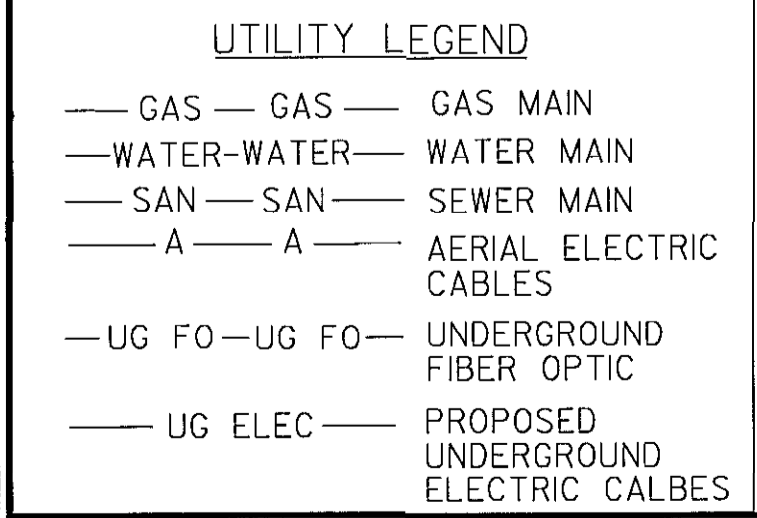 UTILITY LEGEND
— GAS — GAS — GAS MAIN
—WATER-WATER— WATER MAIN
— SAN — SAN — SEWER MAIN
— A — A — AERIAL ELECTRIC
CABLES
—UG FO—UG FO— UNDERGROUND
FIBER OPTIC
— UG ELEC — PROPOSED
UNDERGROUND
ELECTRIC CALBES